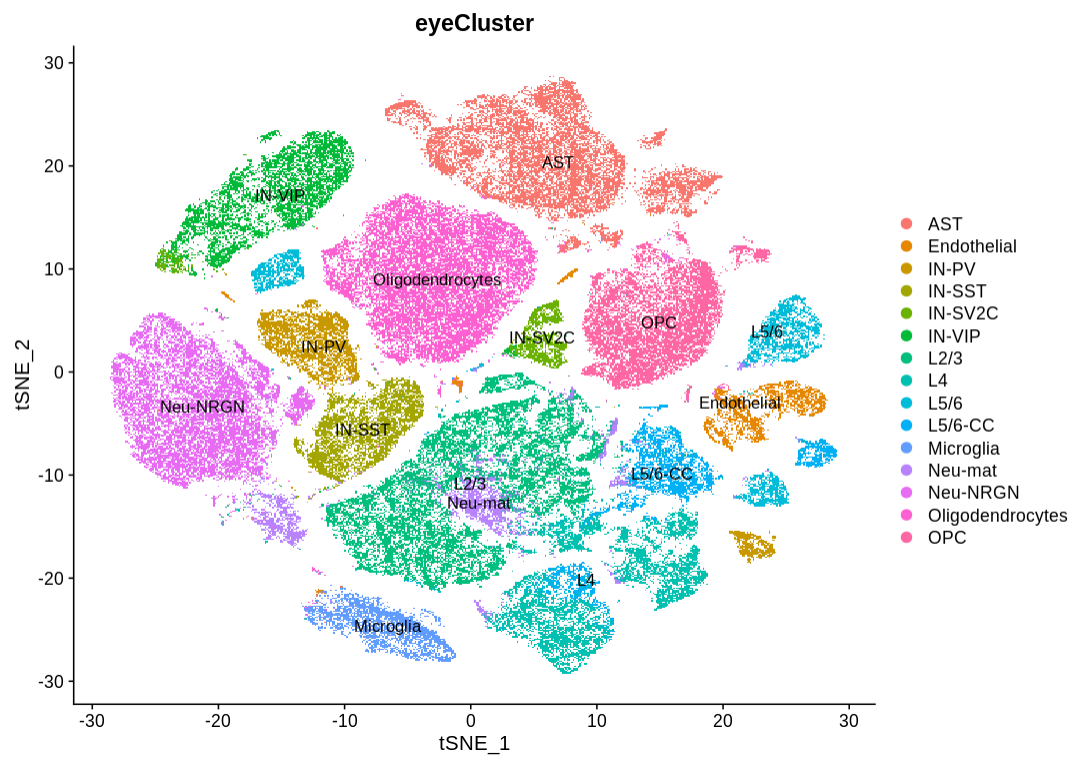 eyeCluster
30
20
10
0
-10
-20
-30
tSNE_2
AST
IN-VIP
Oligodendrocytes
OPC
L5/6
IN-SV2C
IN-PV
Neu-NRGN
Endothelial
IN-SST
L5/6-CC
L2/3
Neu-mat
L4
Microglia
-30 -20 -10 0 10 20 30
tSNE_1
AST
Endothelial
IN-PV
IN-SST
IN-SV2C
IN-VIP
L2/3
L4
L5/6
L5/6-CC
Microglia
Neu-mat
Neu-NRGN
Oligodendrocytes
OPC